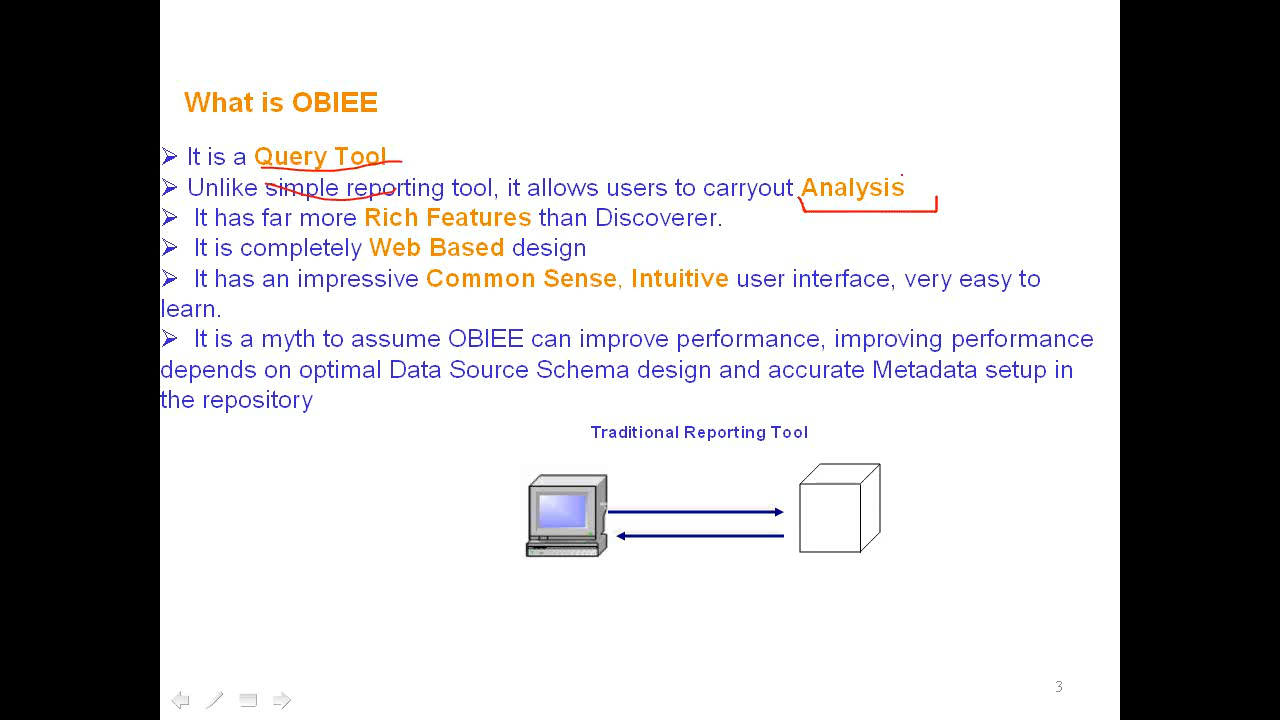 What is OBIEE
➢ It is a Query Tool
➢ Unlike simple reporting tool, it allows users to carryout Analysis
➢ It has far more Rich Features than Discoverer.
➢ It is completely Web Based design
➢ It has an impressive Common Sense, Intuitive user interface, very easy to
learn.
➢ It is a myth to assume OBIEE can improve performance, improving performance
depends on optimal Data Source Schema design and accurate Metadata setup in
the repository
Traditional Reporting Tool
3